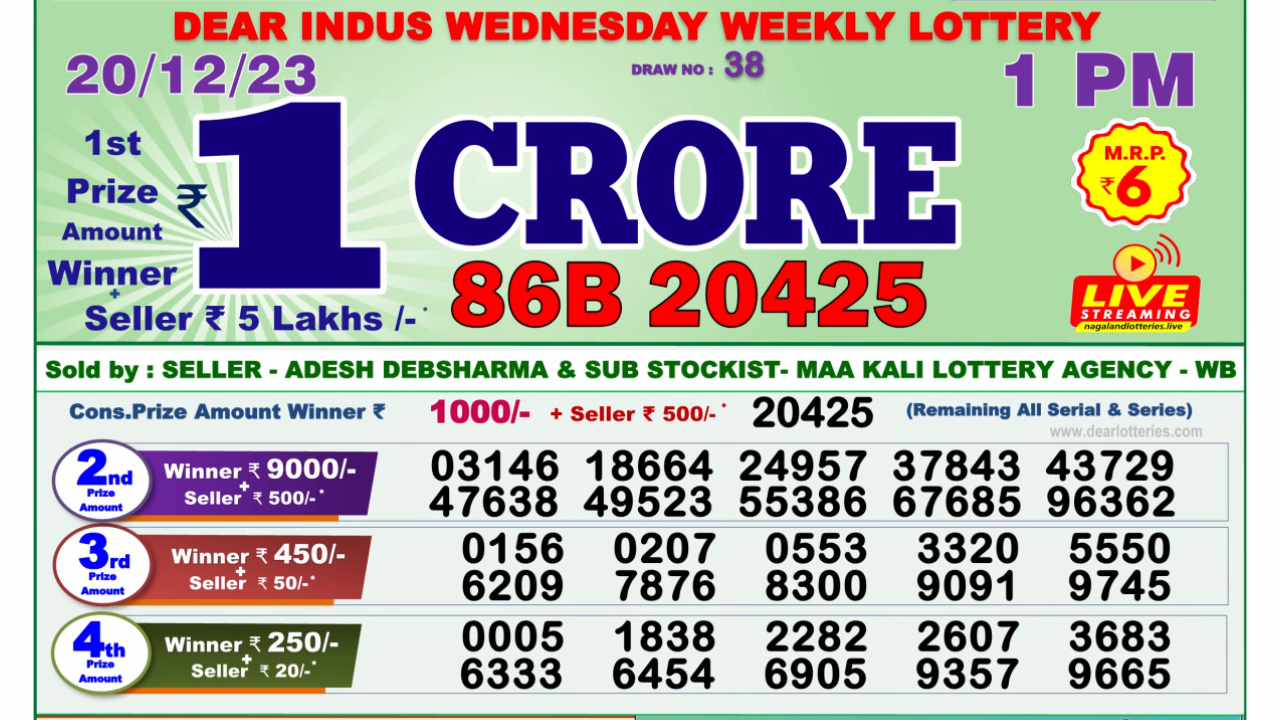 DEAR INDUS WEDNESDAY WEEKLY LOTTERY
20/12/23 DRAW NO : 38 1 PM
1st Prize Amount ₹ 1 CRORE
M.R.P. ₹6
Winner + Seller ₹ 5 Lakhs /-*
86B 20425
LIVE
STREAMING
nagalandlotteries.live
Sold by : SELLER - ADESH DEBSHARMA & SUB STOCKIST- MAA KALI LOTTERY AGENCY - WB
Cons.Prize Amount Winner ₹ 1000/- + Seller ₹ 500/-* 20425 (Remaining All Serial & Series)
www.dearlotteries.com
2nd Prize Amount
Winner ₹ 9000/-
+
Seller ₹ 500/-*
03146 18664 24957 37843 43729
47638 49523 55386 67685 96362
3rd Prize Amount
Winner ₹ 450/-
+
Seller ₹ 50/-*
0156 0207 0553 3320 5550
6209 7876 8300 9091 9745
4th Prize Amount
Winner ₹ 250/-
+
Seller ₹ 20/-*
0005 1838 2282 2607 3683
6333 6454 6905 9357 9665